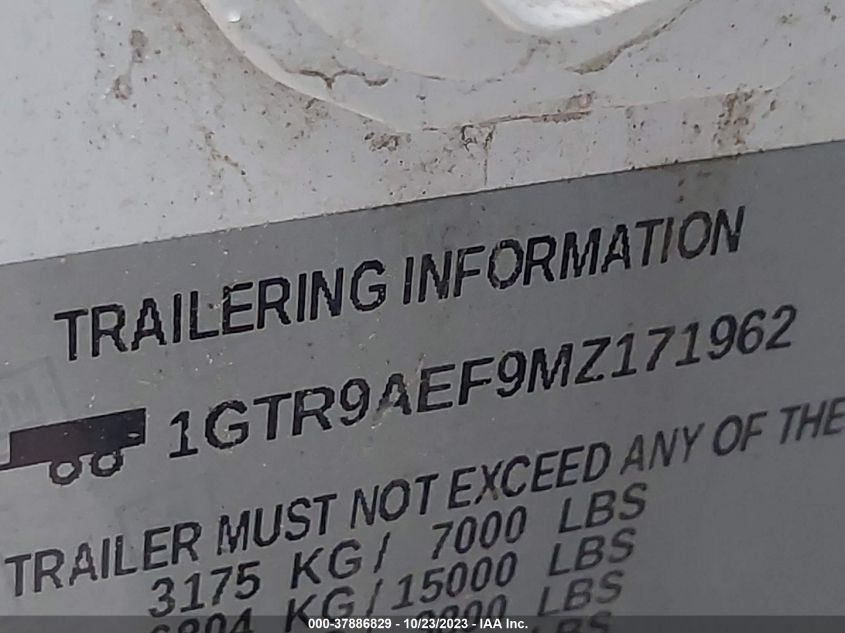 TRAILERING INFORMATION
1GTR9AEF9MZ171962
TRAILER MUST NOT EXCEED ANY OF THE
3175 KG/ 7000 LBS
6804 KG/15000 LBS
LBS
000-37886829 - 10/23/2023 - IAA Inc.